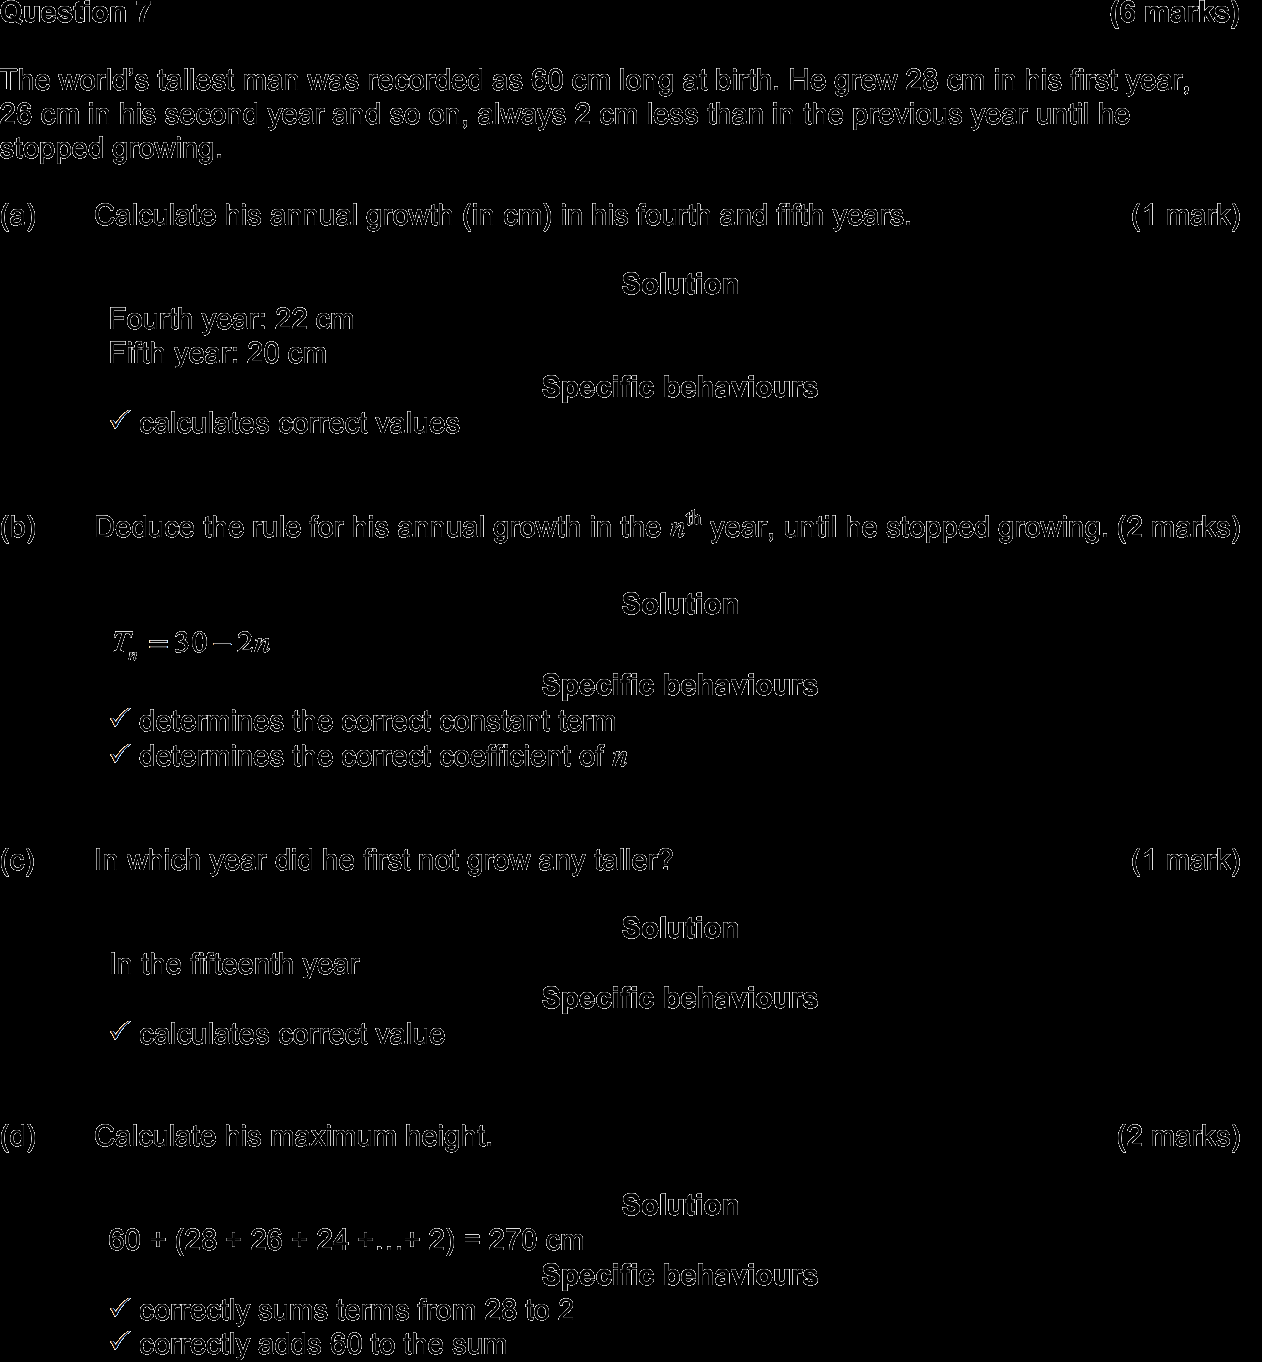 Question 7 (6 marks)
The world's tallest man was recorded as 60 cm long at birth. He grew 28 cm in his first year,
26 cm in his second year and so on, always 2 cm less than in the previous year until he
stopped growing.
(a) Calculate his annual growth (in cm) in his fourth and fifth years. (1 mark)
Solution
Fourth year: 22 cm
Fifth year: 20 cm
Specific behaviours
✓ calculates correct values
(b) Deduce the rule for his annual growth in the nᵗʰ year, until he stopped growing. (2 marks)
Solution
Tₙ = 30 − 2n
Specific behaviours
✓ determines the correct constant term
✓ determines the correct coefficient of n
(c) In which year did he first not grow any taller? (1 mark)
Solution
In the fifteenth year
Specific behaviours
✓ calculates correct value
(d) Calculate his maximum height. (2 marks)
Solution
60 + (28 + 26 + 24 +…+ 2) = 270 cm
Specific behaviours
✓ correctly sums terms from 28 to 2
✓ correctly adds 60 to the sum